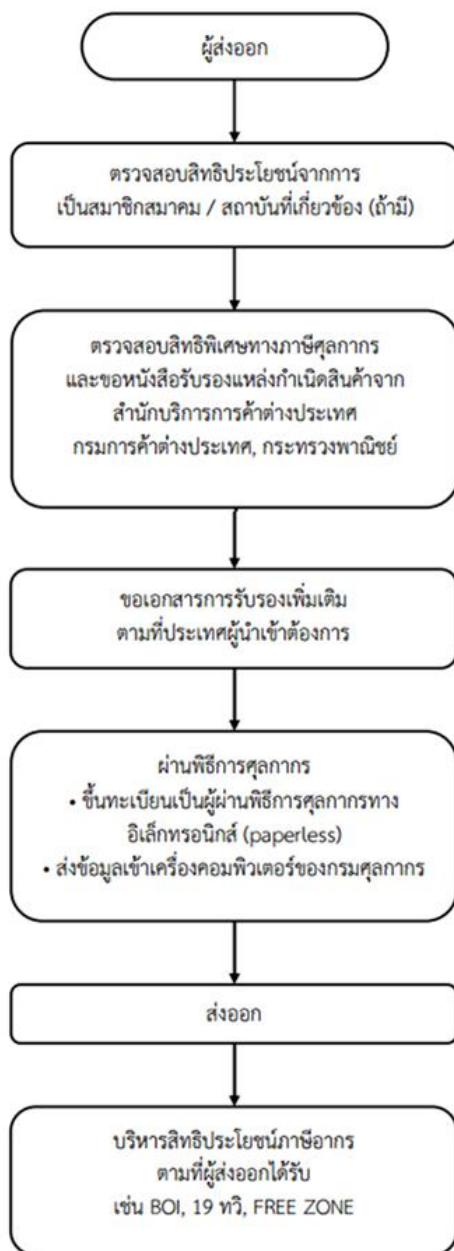 ผู้ส่งออก
ตรวจสอบสิทธิประโยชน์จากการ
เป็นสมาชิกสมาคม / สถาบันที่เกี่ยวข้อง (ถ้ามี)
ตรวจสอบสิทธิพิเศษทางภาษีศุลกากร
และขอหนังสือรับรองแหล่งกำเนิดสินค้าจาก
สำนักบริการการค้าต่างประเทศ
กรมการค้าต่างประเทศ, กระทรวงพาณิชย์
ขอเอกสารการรับรองเพิ่มเติม
ตามที่ประเทศผู้นำเข้าต้องการ
ผ่านพิธีการศุลกากร
• ขึ้นทะเบียนเป็นผู้ผ่านพิธีการศุลกากรทาง
อิเล็กทรอนิกส์ (paperless)
• ส่งข้อมูลเข้าเครื่องคอมพิวเตอร์ของกรมศุลกากร
ส่งออก
บริหารสิทธิประโยชน์ภาษีอากร
ตามที่ผู้ส่งออกได้รับ
เช่น BOI, 19 ทวิ, FREE ZONE